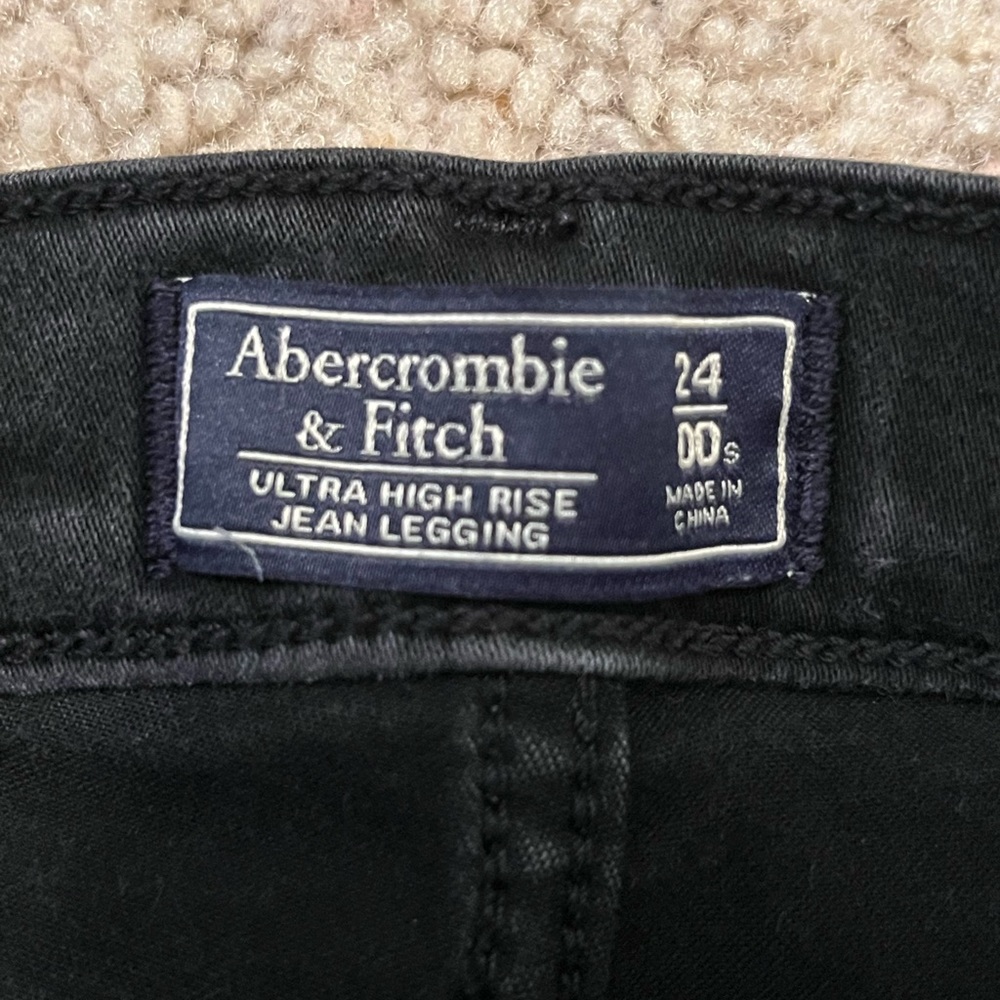 Abercrombie
& Fitch
ULTRA HIGH RISE
JEAN LEGGING
24
00s
MADE IN
CHINA